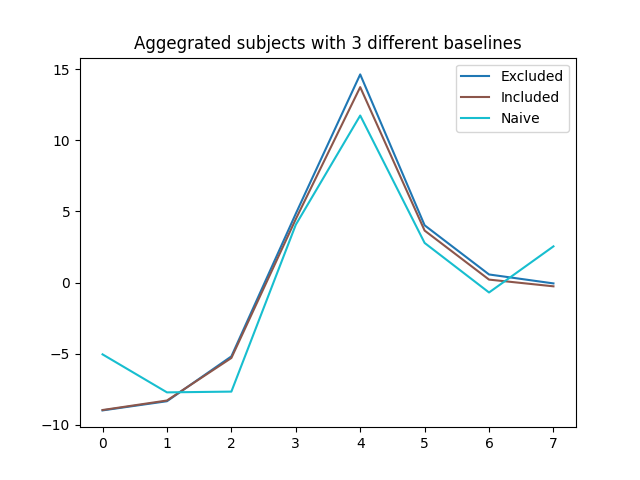 Aggegrated subjects with 3 different baselines
15
10
5
0
−5
−10
0 1 2 3 4 5 6 7
Excluded
Included
Naive